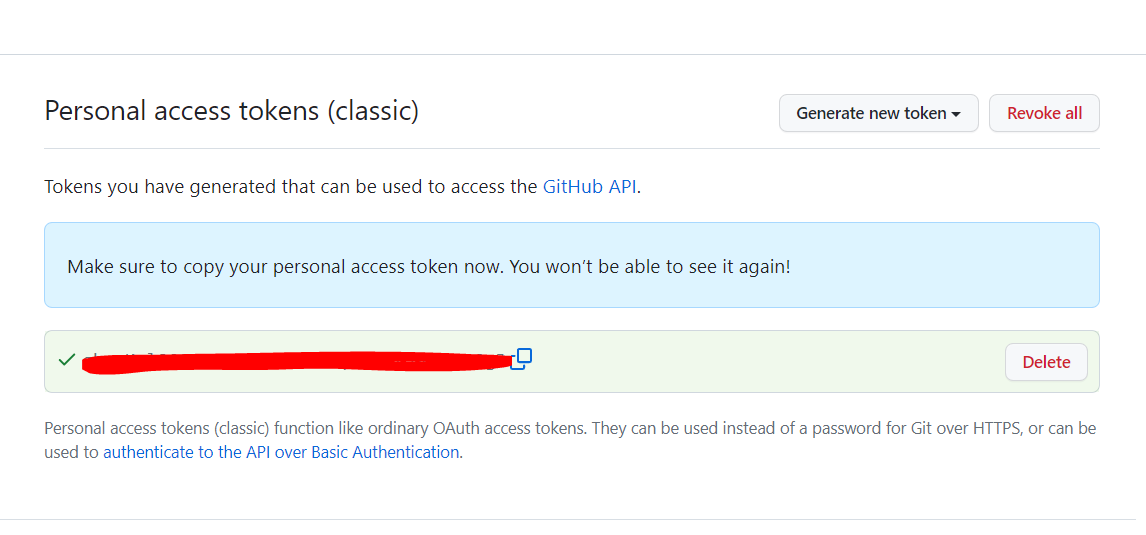 Personal access tokens (classic)
Generate new token
Revoke all
Tokens you have generated that can be used to access the GitHub API.
Make sure to copy your personal access token now. You won’t be able to see it again!
Delete
Personal access tokens (classic) function like ordinary OAuth access tokens. They can be used instead of a password for Git over HTTPS, or can be
used to authenticate to the API over Basic Authentication.